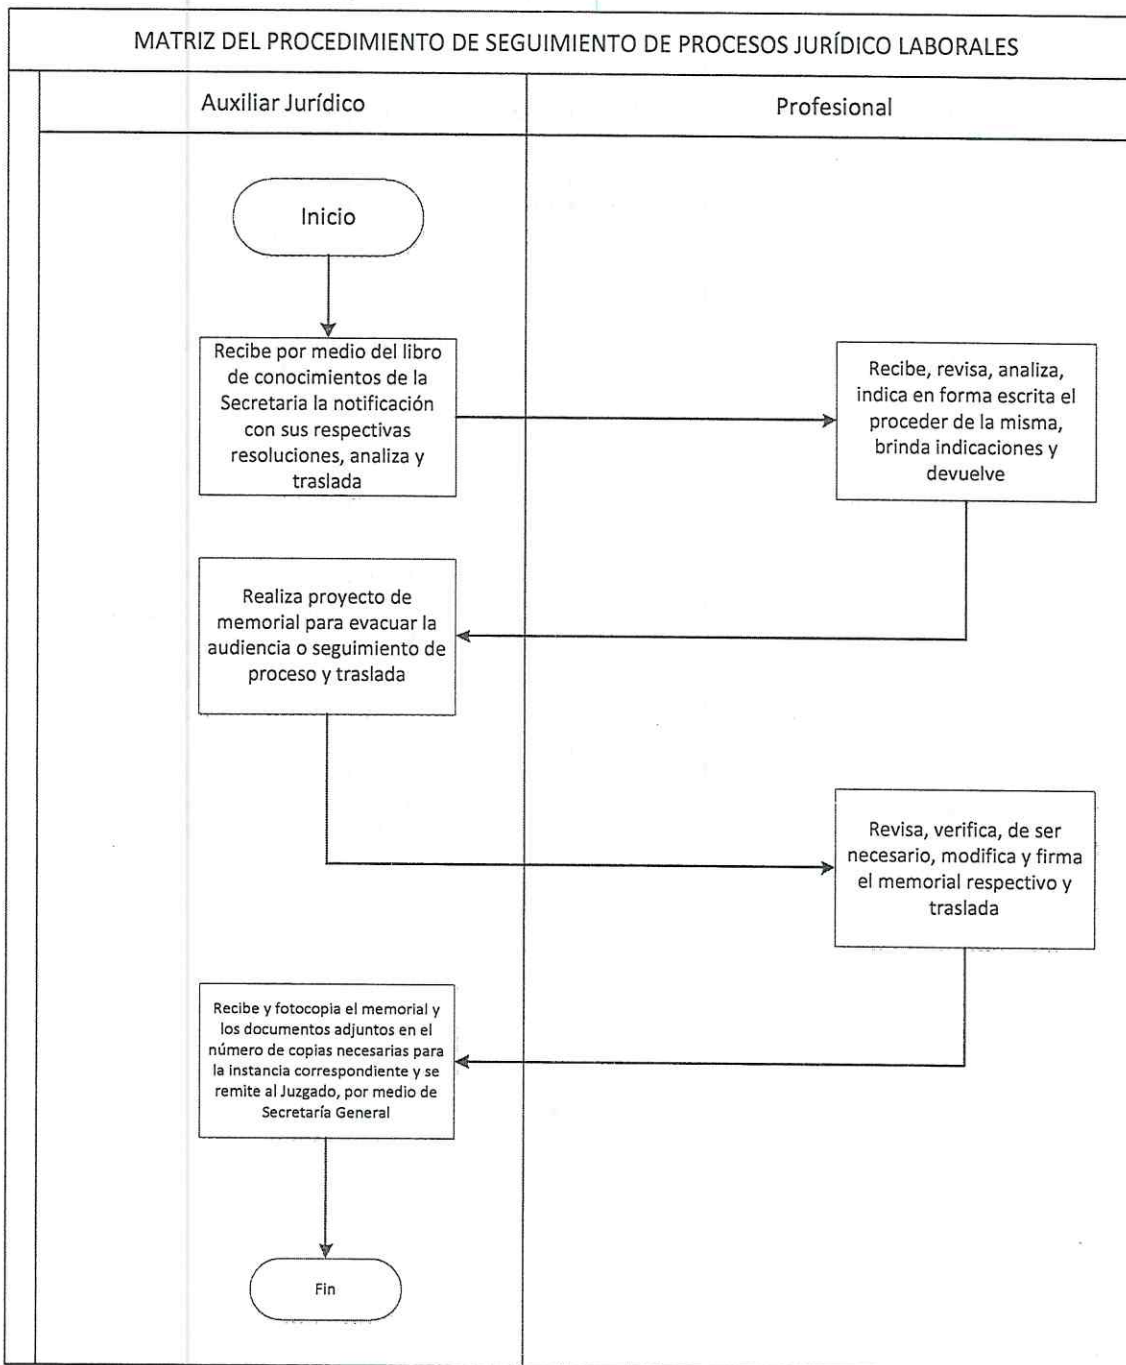 MATRIZ DEL PROCEDIMIENTO DE SEGUIMIENTO DE PROCESOS JURÍDICO LABORALES
Auxiliar Jurídico
Profesional
Inicio
Recibe por medio del libro
de conocimientos de la
Secretaria la notificación
con sus respectivas
resoluciones, analiza y
traslada
Recibe, revisa, analiza,
indica en forma escrita el
proceder de la misma,
brinda indicaciones y
devuelve
Realiza proyecto de
memorial para evacuar la
audiencia o seguimiento de
proceso y traslada
Revisa, verifica, de ser
necesario, modifica y firma
el memorial respectivo y
traslada
Recibe y fotocopia el memorial y
los documentos adjuntos en el
número de copias necesarias para
la instancia correspondiente y se
remite al Juzgado, por medio de
Secretaría General
Fin